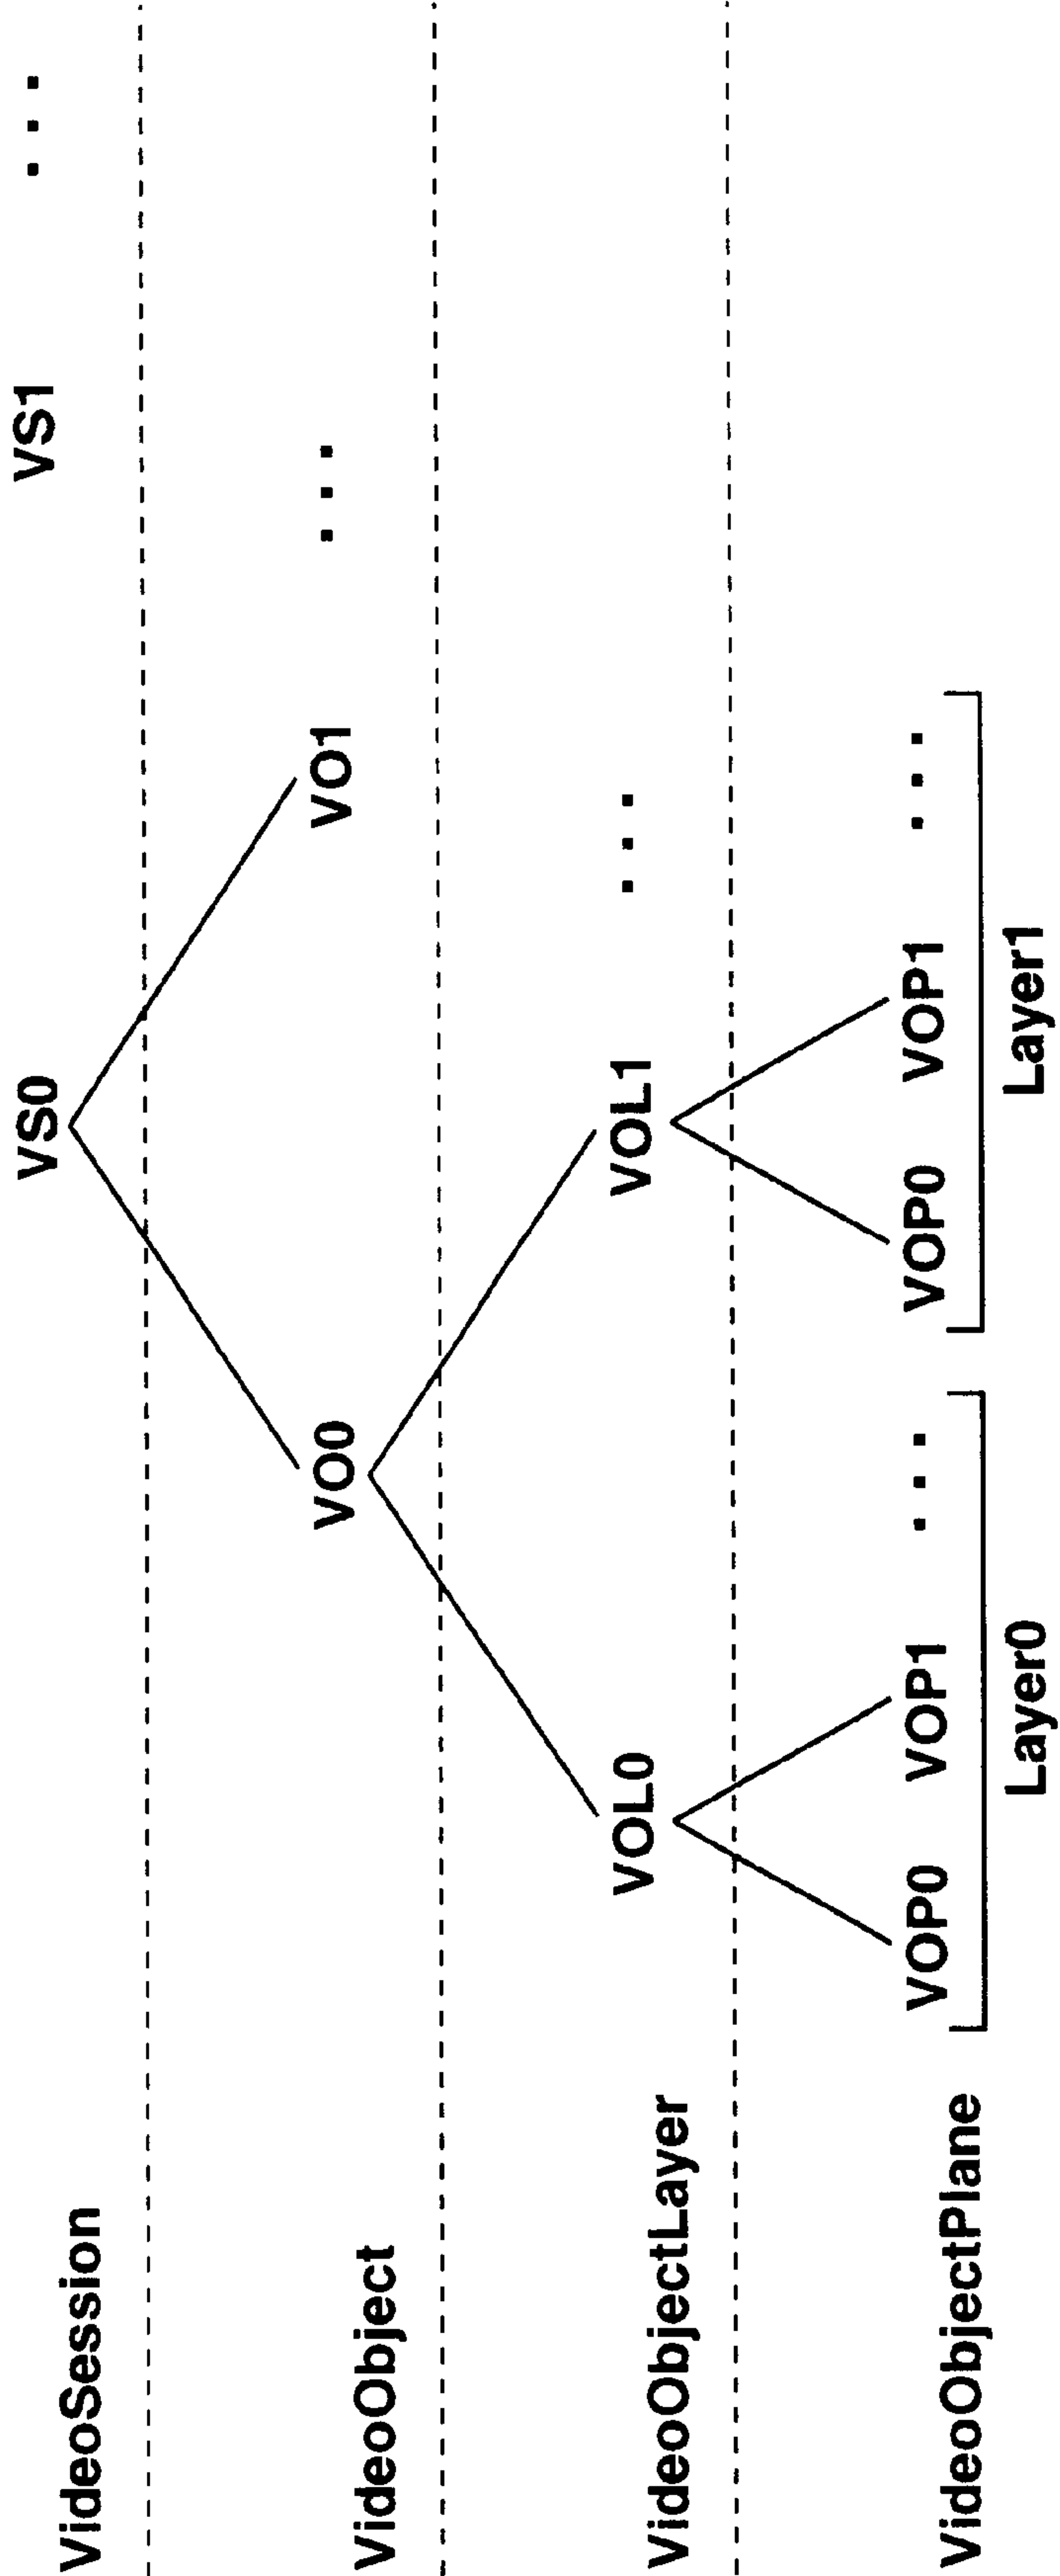 VideoSession VS0 VS1 ...
VideoObject VO0 VO1 ...
VideoObjectLayer VOL0 VOL1 ...
VideoObjectPlane VOP0 VOP1 ... VOP0 VOP1 ...
Layer0 Layer1